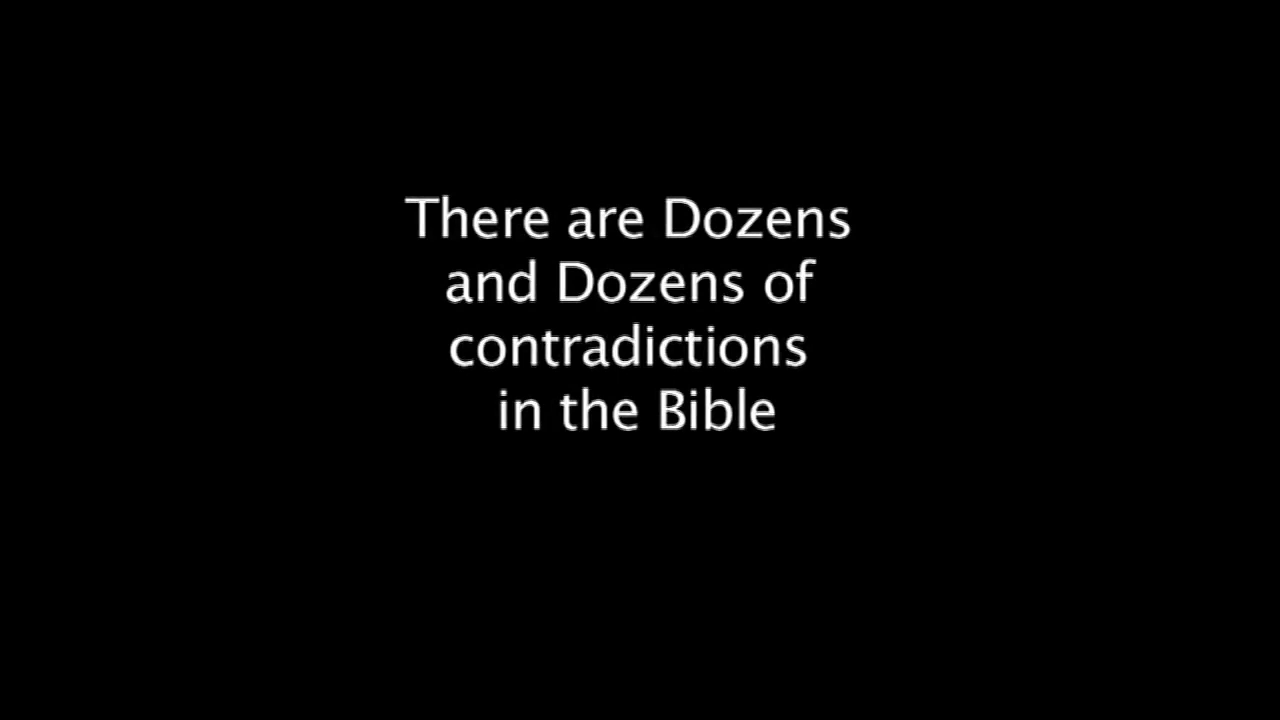 There are Dozens
and Dozens of
contradictions
in the Bible